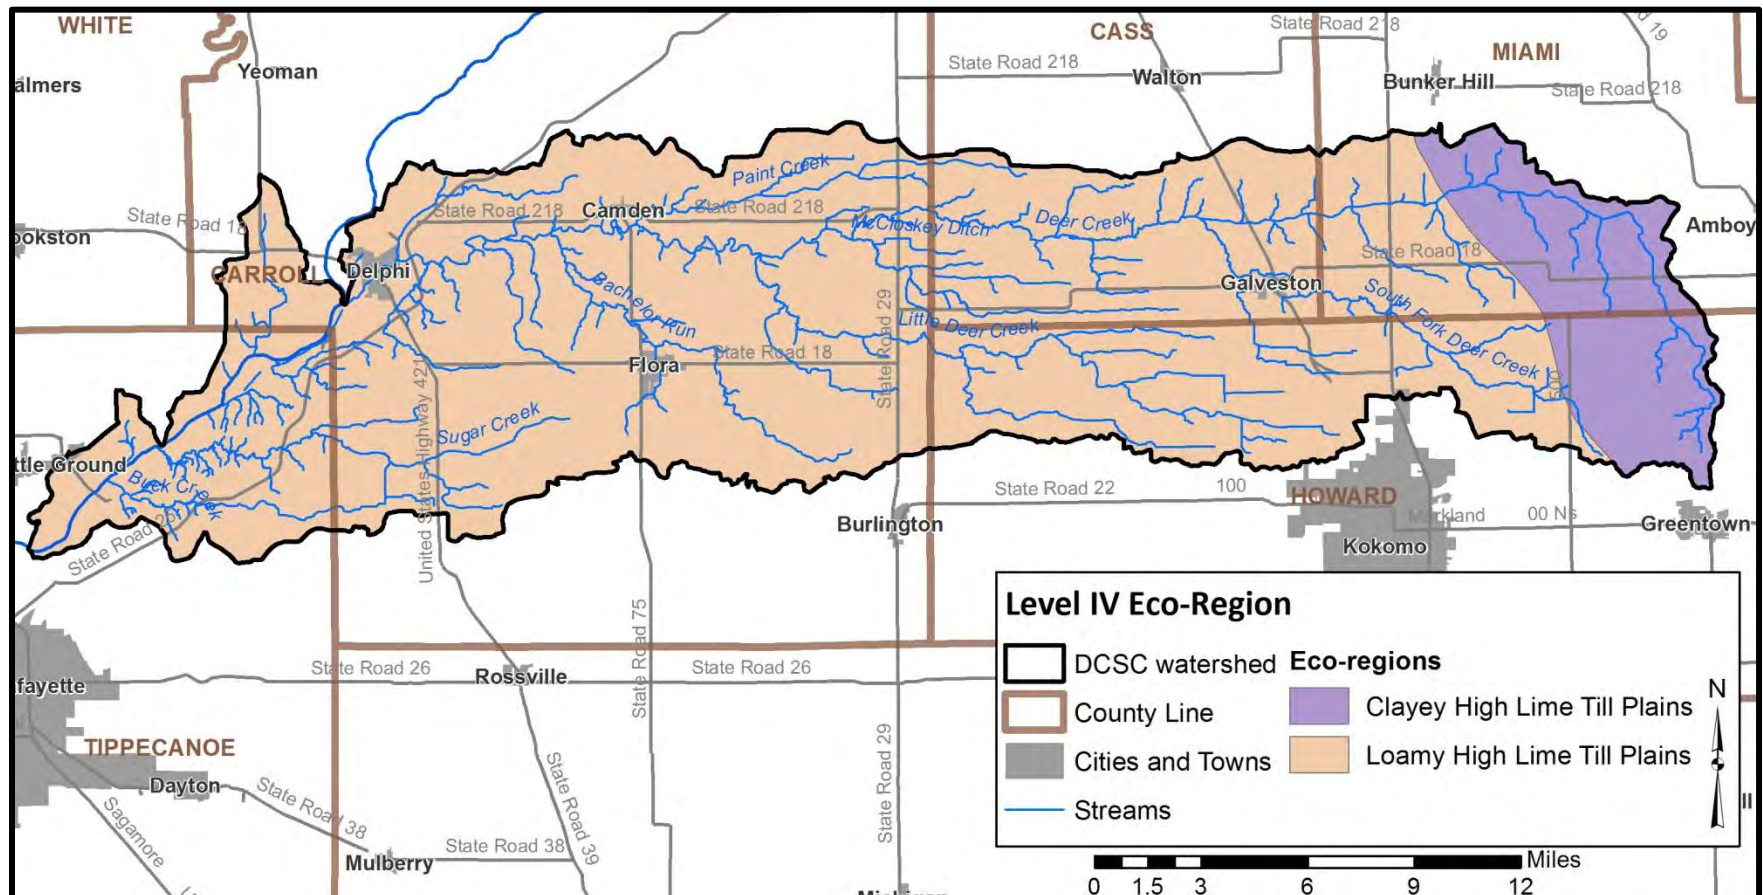 WHITE
CASS
State Road 218
19
Yeoman
State Road 218
Walton
MIAMI
Bunker Hill
State Road 218
almers
Paint Creek
State Road 218
Camden
State Road 218
McCloskey Ditch
Deer Creek
Amboy
State Road 18
ookston
CARROLL
Delphi
State Road 18
Galveston
Bachelor Run
State Road 29
Little Deer Creek
South Fork Deer Creek
Flora
State Road 18
500
United States Highway 421
Sugar Creek
ttle Ground
Buck Creek
State Road 25
State Road 22
100
HOWARD
Burlington
Markland
00 Ns
Greentown
Kokomo
State Road 75
State Road 26
Rossville
State Road 26
State Road 29
fayette
TIPPECANOE
Dayton
State Road 38
Sagamore
State Road 39
Mulberry
State Road 38
Level IV Eco-Region
DCSC watershed
County Line
Cities and Towns
Streams
Eco-regions
Clayey High Lime Till Plains
Loamy High Lime Till Plains
N
ll
Miles
0 1.5 3 6 9 12